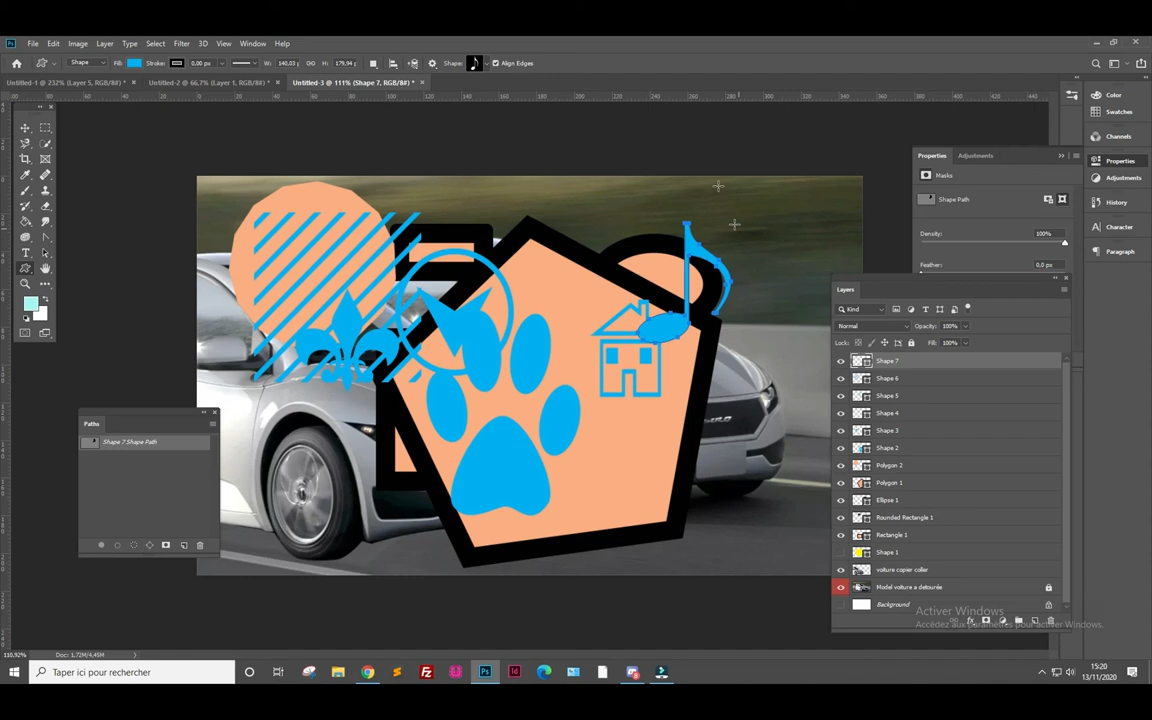 Ps File Edit Image Layer Type Select Filter 3D View Window Help
Shape Fill: Stroke: 0,00 px W: 140,03 H: 179,94 Shape: Align Edges
Untitled-1 @ 232% (Layer 5, RGB/8#) * × Untitled-2 @ 66,7% (Layer 1, RGB/8#) * × Untitled-3 @ 111% (Shape 7, RGB/8#) * ×
Color
Swatches
Channels
Properties
Adjustments
History
Character
Paragraph
Properties Adjustments
Masks
Shape Path
Density: 100%
Feather: 0,0 px
Layers
Kind
Normal Opacity: 100%
Lock: Fill: 100%
Shape 7
Shape 6
Shape 5
Shape 4
Shape 3
Shape 2
Polygon 2
Polygon 1
Ellipse 1
Rounded Rectangle 1
Rectangle 1
Shape 1
voiture copier coller
Model voiture a detourée
Background
Paths
Shape 7 Shape Path
Activer Windows
Accédez aux paramètres pour activer Windows.
110,92% Doc: 1,72M/4,45M
Taper ici pour rechercher
15:20
13/11/2020